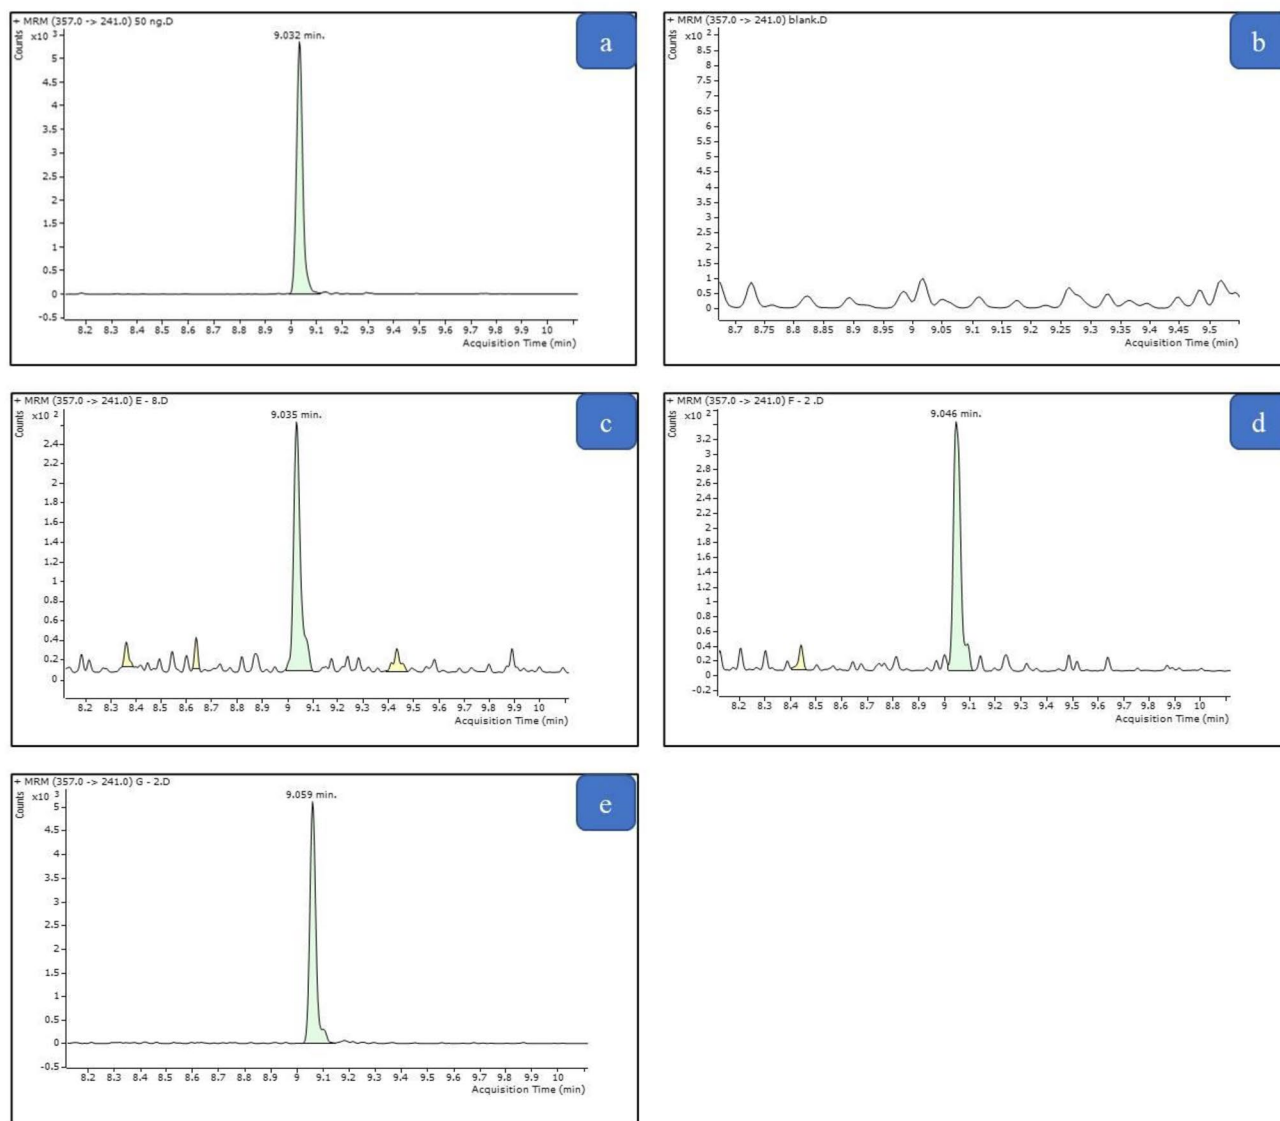 + MRM (357.0 -> 241.0) 50 ng.D
a
Counts
x10 3
9.032 min.
5
4.5
4
3.5
3
2.5
2
1.5
1
0.5
0
-0.5
8.2 8.3 8.4 8.5 8.6 8.7 8.8 8.9 9 9.1 9.2 9.3 9.4 9.5 9.6 9.7 9.8 9.9 10
Acquisition Time (min)
+ MRM (357.0 -> 241.0) blank.D
b
Counts
x10 2
9
8.5
8
7.5
7
6.5
6
5.5
5
4.5
4
3.5
3
2.5
2
1.5
1
0.5
0
8.7 8.75 8.8 8.85 8.9 8.95 9 9.05 9.1 9.15 9.2 9.25 9.3 9.35 9.4 9.45 9.5
Acquisition Time (min)
+ MRM (357.0 -> 241.0) E - 8.D
c
Counts
x10 2
9.035 min.
2.4
2.2
2
1.8
1.6
1.4
1.2
1
0.8
0.6
0.4
0.2
0
8.2 8.3 8.4 8.5 8.6 8.7 8.8 8.9 9 9.1 9.2 9.3 9.4 9.5 9.6 9.7 9.8 9.9 10
Acquisition Time (min)
+ MRM (357.0 -> 241.0) F - 2 .D
d
Counts
x10 2
9.046 min.
3.2
3
2.8
2.6
2.4
2.2
2
1.8
1.6
1.4
1.2
1
0.8
0.6
0.4
0.2
0
-0.2
8.2 8.3 8.4 8.5 8.6 8.7 8.8 8.9 9 9.1 9.2 9.3 9.4 9.5 9.6 9.7 9.8 9.9 10
Acquisition Time (min)
+ MRM (357.0 -> 241.0) G - 2.D
e
Counts
x10 3
9.059 min.
5
4.5
4
3.5
3
2.5
2
1.5
1
0.5
0
-0.5
8.2 8.3 8.4 8.5 8.6 8.7 8.8 8.9 9 9.1 9.2 9.3 9.4 9.5 9.6 9.7 9.8 9.9 10
Acquisition Time (min)